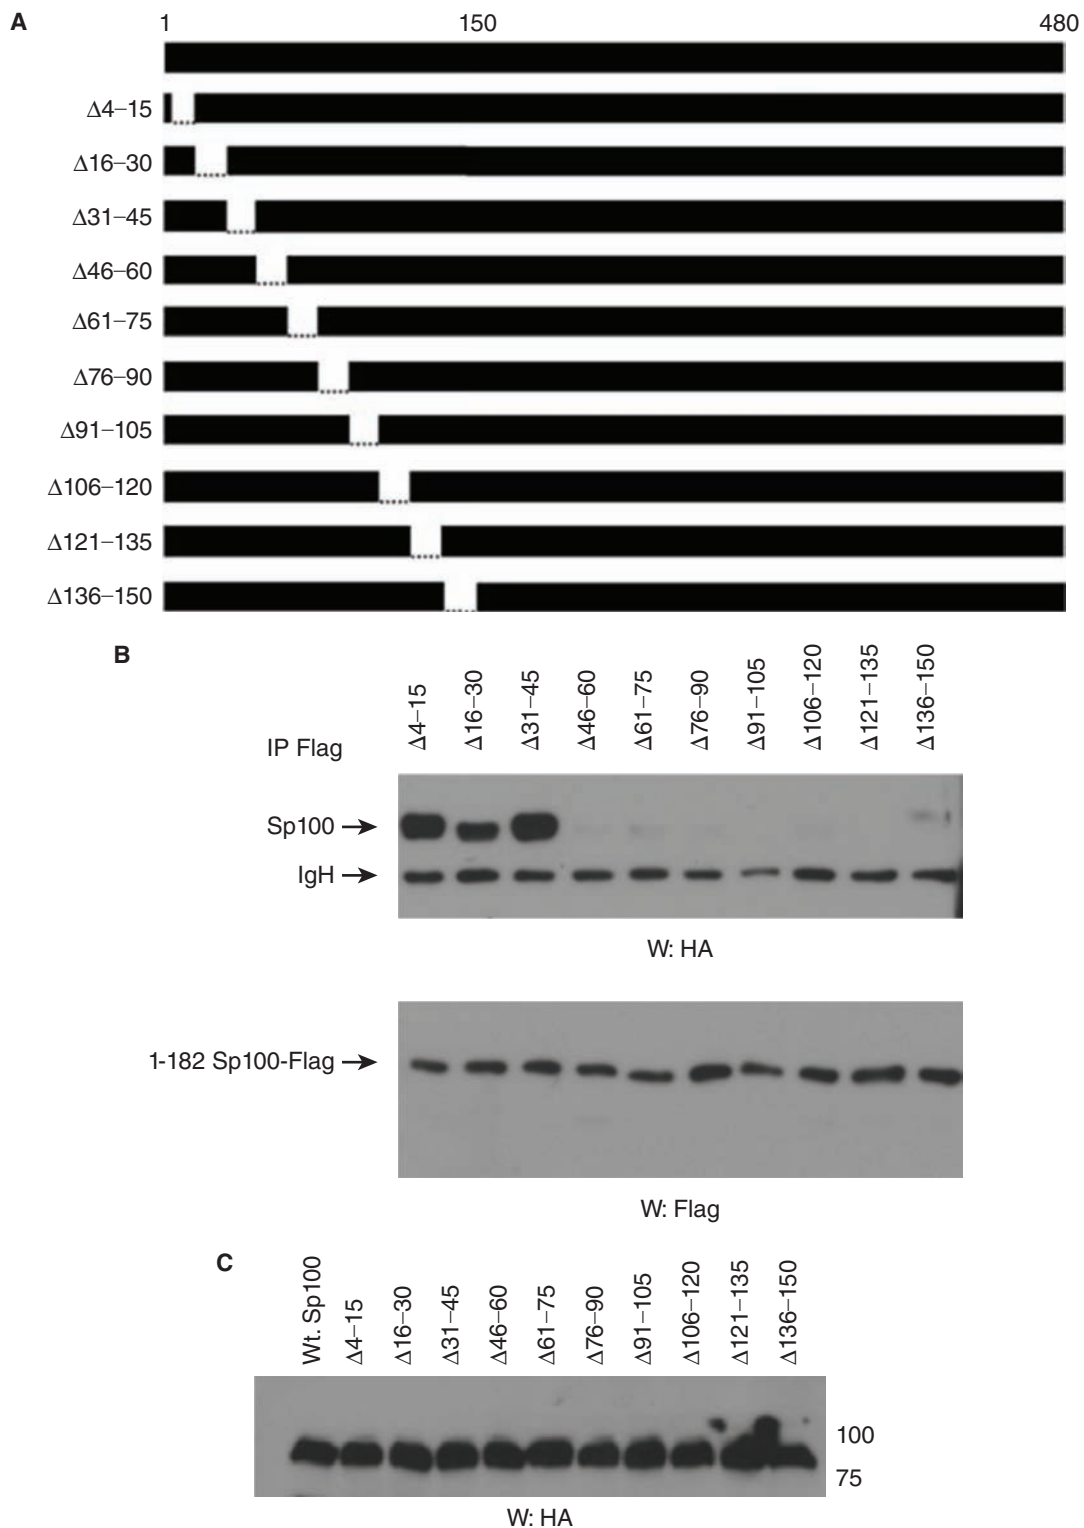 A
1 150 480
Δ4–15
Δ16–30
Δ31–45
Δ46–60
Δ61–75
Δ76–90
Δ91–105
Δ106–120
Δ121–135
Δ136–150
B
IP Flag Δ4–15 Δ16–30 Δ31–45 Δ46–60 Δ61–75 Δ76–90 Δ91–105 Δ106–120 Δ121–135 Δ136–150
Sp100
IgH
W: HA
1-182 Sp100-Flag
W: Flag
C
Wt. Sp100 Δ4–15 Δ16–30 Δ31–45 Δ46–60 Δ61–75 Δ76–90 Δ91–105 Δ106–120 Δ121–135 Δ136–150
100
75
W: HA